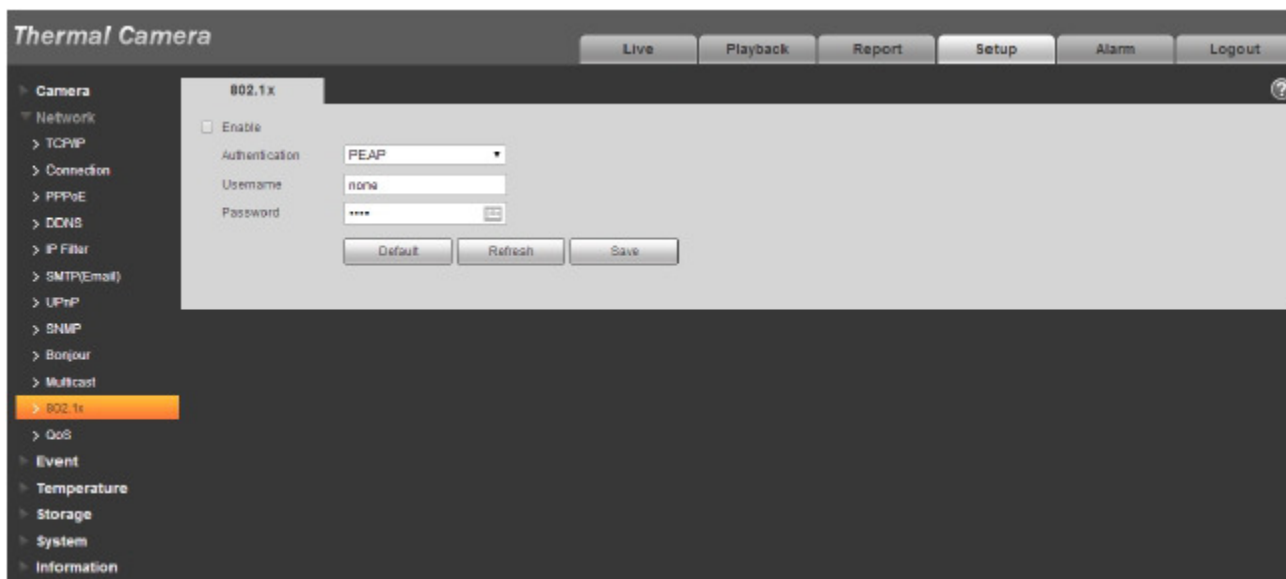 Thermal Camera
Live Playback Report Setup Alarm Logout
Camera
Network
TCP/IP
Connection
PPPoE
DDNS
IP Filter
SMTP(Email)
UPnP
SNMP
Bonjour
Multicast
802.1x
QoS
Event
Temperature
Storage
System
Information
802.1x
?
Enable
Authentication PEAP
Username none
Password ••••
Default Refresh Save